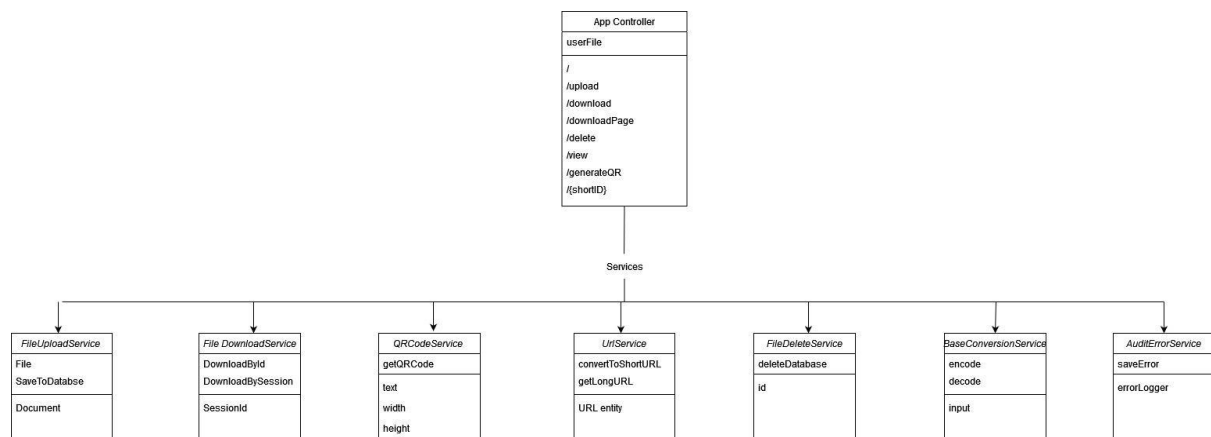 App Controller
userFile
/
/upload
/download
/downloadPage
/delete
/view
/generateQR
/{shortID}
Services
FileUploadService
File
SaveToDatabse
Document
File DownloadService
DownloadById
DownloadBySession
SessionId
QRCodeService
getQRCode
text
width
height
UrlService
convertToShortURL
getLongURL
URL entity
FileDeleteService
deleteDatabase
id
BaseConversionService
encode
decode
input
AuditErrorService
saveError
errorLogger